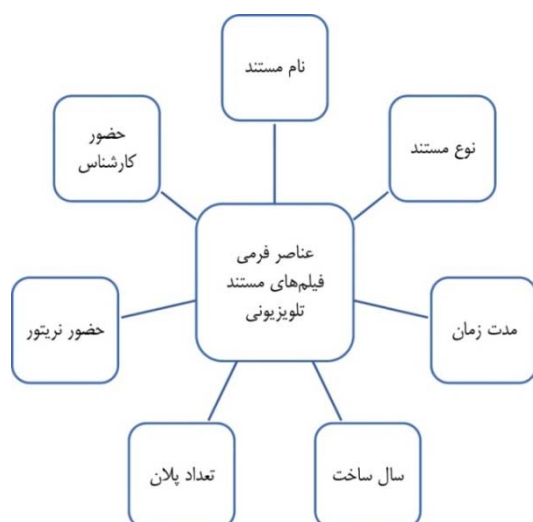 نام مستند
نوع مستند
مدت زمان
سال ساخت
تعداد پلان
حضور نریتور
حضور
کارشناس
عناصر فرمی
فیلم‌های مستند
تلویزیونی